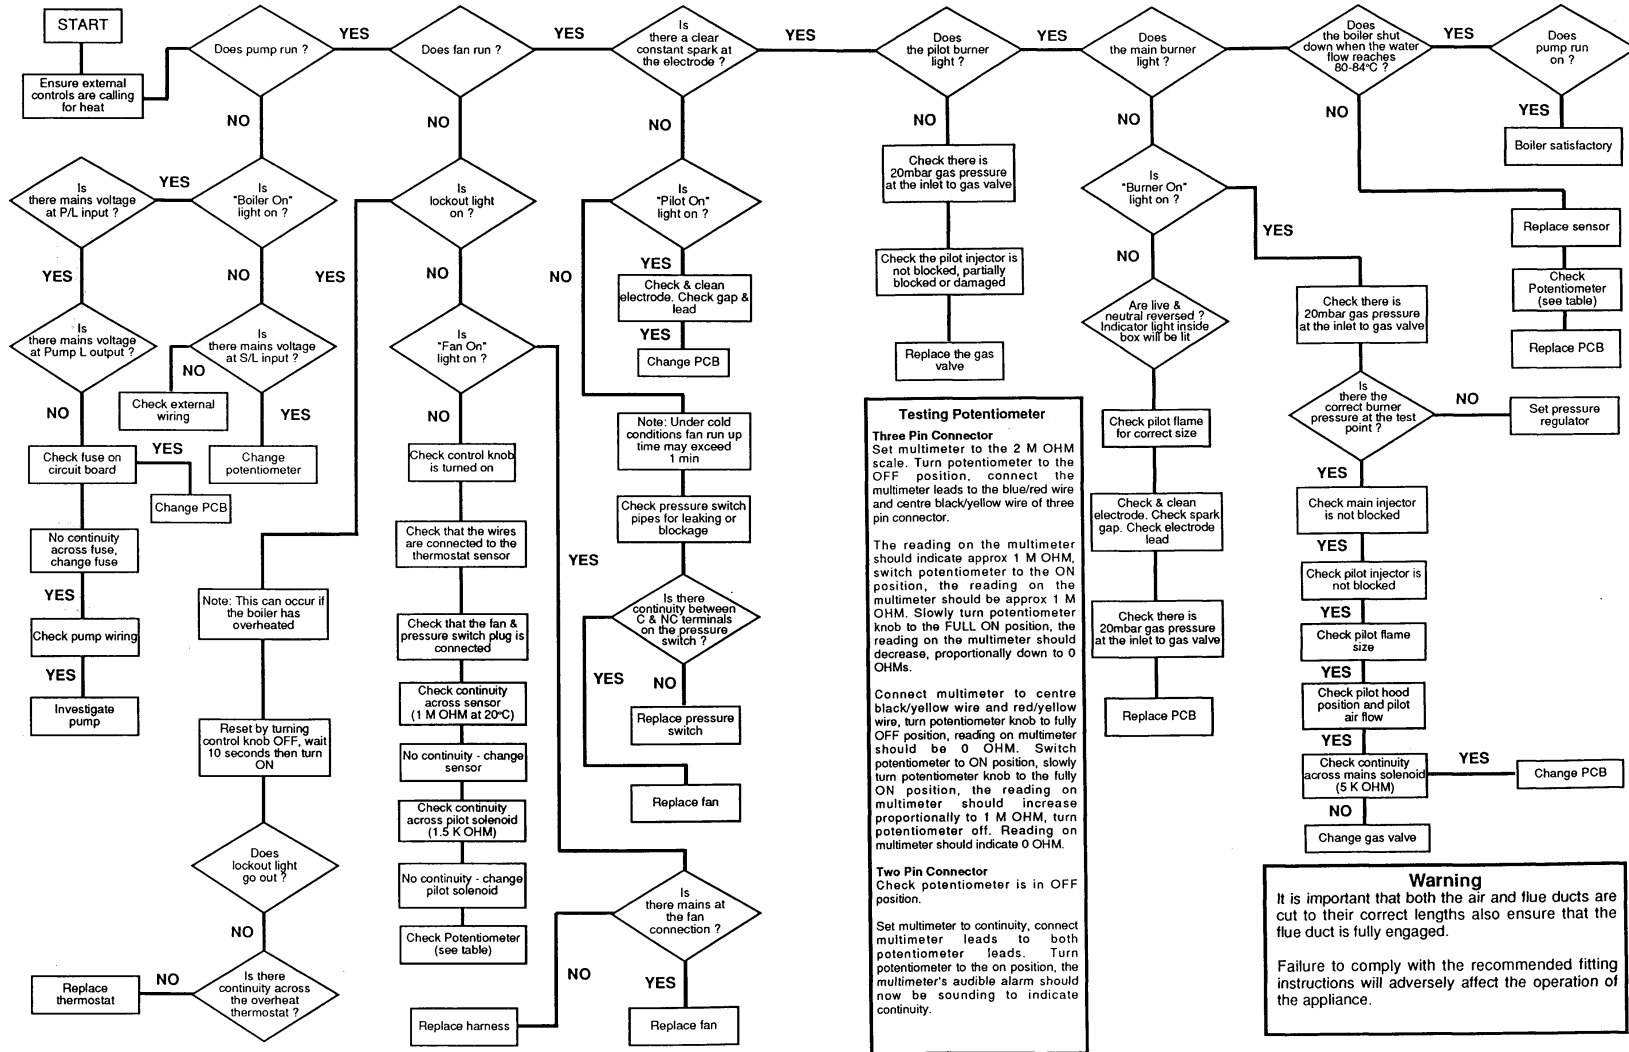 START
Ensure external
controls are calling
for heat
Does pump run ?
YES
NO
Does fan run ?
YES
NO
Is
there a clear
constant spark at
the electrode ?
YES
NO
Does
the pilot burner
light ?
YES
NO
Does
the main burner
light ?
NO
Does
the boiler shut
down when the water
flow reaches
80-84°C ?
YES
NO
Does
pump run
on ?
YES
Boiler satisfactory
Is
there mains voltage
at P/L input ?
YES
YES
Is
"Boiler On"
light on ?
NO
YES
Is
there mains voltage
at Pump L output ?
NO
Is
there mains voltage
at S/L input ?
NO
YES
Check external
wiring
Change
potentiometer
Check fuse on
circuit board
YES
Change PCB
No continuity
across fuse,
change fuse
YES
Check pump wiring
YES
Investigate
pump
Is
lockout light
on ?
NO
Note: This can occur if
the boiler has
overheated
Reset by turning
control knob OFF, wait
10 seconds then turn
ON
Does
lockout light
go out ?
NO
Is there
continuity across
the overheat
thermostat ?
NO
Replace
thermostat
Is
"Fan On"
light on ?
NO
YES
Check control knob
is turned on
Check that the wires
are connected to the
thermostat sensor
Check that the fan &
pressure switch plug is
connected
Check continuity
across sensor
(1 M OHM at 20°C)
No continuity - change
sensor
Check continuity
across pilot solenoid
(1.5 K OHM)
No continuity - change
pilot solenoid
Check Potentiometer
(see table)
Is
"Pilot On"
light on ?
NO
YES
Check & clean
electrode. Check gap &
lead
YES
Change PCB
Note: Under cold
conditions fan run up
time may exceed
1 min
Check pressure switch
pipes for leaking or
blockage
Is there
continuity between
C & NC terminals
on the pressure
switch ?
YES
NO
Replace pressure
switch
Replace fan
Is
there mains at
the fan
connection ?
NO
YES
Replace harness
Replace fan
Check there is
20mbar gas pressure
at the inlet to gas valve
Check the pilot injector is
not blocked, partially
blocked or damaged
Replace the gas
valve
Testing Potentiometer
Three Pin Connector
Set multimeter to the 2 M OHM
scale. Turn potentiometer to the
OFF position, connect the
multimeter leads to the blue/red wire
and centre black/yellow wire of three
pin connector.
The reading on the multimeter
should indicate approx 1 M OHM,
switch potentiometer to the ON
position, the reading on the
multimeter should be approx 1 M
OHM. Slowly turn potentiometer
knob to the FULL ON position, the
reading on the multimeter should
decrease, proportionally down to 0
OHMs.
Connect multimeter to centre
black/yellow wire and red/yellow
wire, turn potentiometer knob to fully
OFF position, reading on multimeter
should be 0 OHM. Switch
potentiometer to ON position, slowly
turn potentiometer knob to the fully
ON position, the reading on
multimeter should increase
proportionally to 1 M OHM, turn
potentiometer off. Reading on
multimeter should indicate 0 OHM.
Two Pin Connector
Check potentiometer is in OFF
position.
Set multimeter to continuity, connect
multimeter leads to both
potentiometer leads. Turn
potentiometer to the on position, the
multimeter's audible alarm should
now be sounding to indicate
continuity.
Is
"Burner On"
light on ?
YES
NO
Are live &
neutral reversed ?
Indicator light inside
box will be lit
Check pilot flame
for correct size
Check & clean
electrode. Check spark
gap. Check electrode
lead
Check there is
20mbar gas pressure
at the inlet to gas valve
Replace PCB
Check there is
20mbar gas pressure
at the inlet to gas valve
Is
there the
correct burner
pressure at the test
point ?
NO
Set pressure
regulator
YES
Check main injector
is not blocked
YES
Check pilot injector is
not blocked
YES
Check pilot flame
size
YES
Check pilot hood
position and pilot
air flow
YES
Check continuity
across mains solenoid
(5 K OHM)
YES
Change PCB
NO
Change gas valve
Replace sensor
Check
Potentiometer
(see table)
Replace PCB
Warning
It is important that both the air and flue ducts are
cut to their correct lengths also ensure that the
flue duct is fully engaged.
Failure to comply with the recommended fitting
instructions will adversely affect the operation of
the appliance.